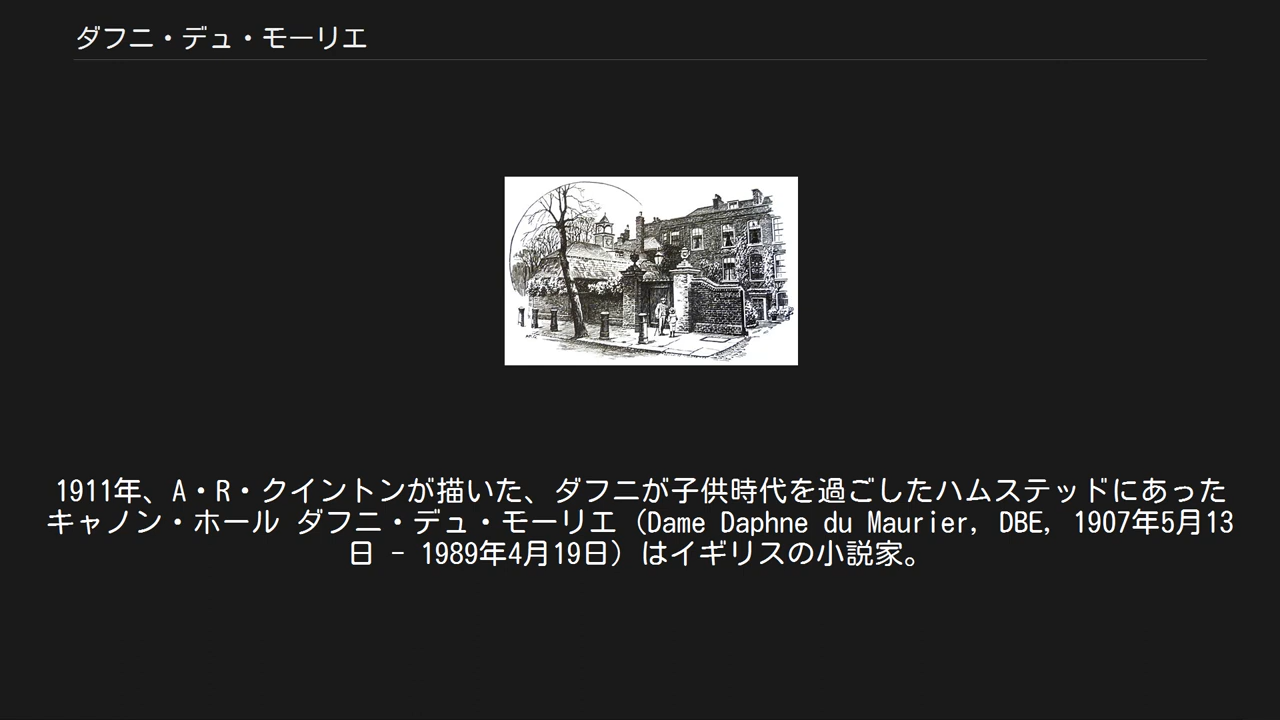 ダフニ・デュ・モーリエ
1911年、A・R・クイントンが描いた、ダフニが子供時代を過ごしたハムステッドにあった
キャノン・ホール ダフニ・デュ・モーリエ（Dame Daphne du Maurier, DBE, 1907年5月13
日 - 1989年4月19日）はイギリスの小説家。